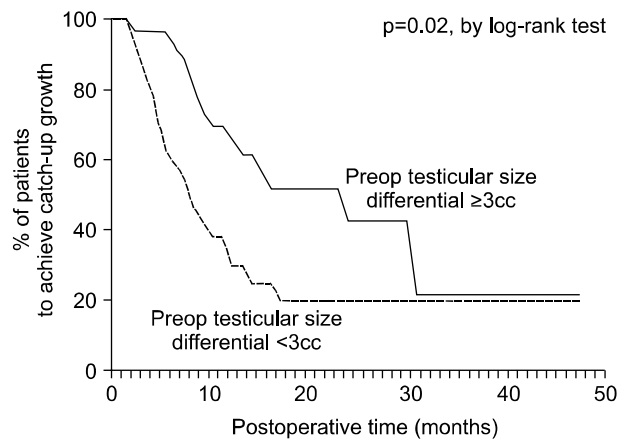 p=0.02, by log-rank test
% of patients
to achieve catch-up growth
100
80
60
40
20
0
Preop testicular size
differential ≥3cc
Preop testicular size
differential <3cc
0 10 20 30 40 50
Postoperative time (months)